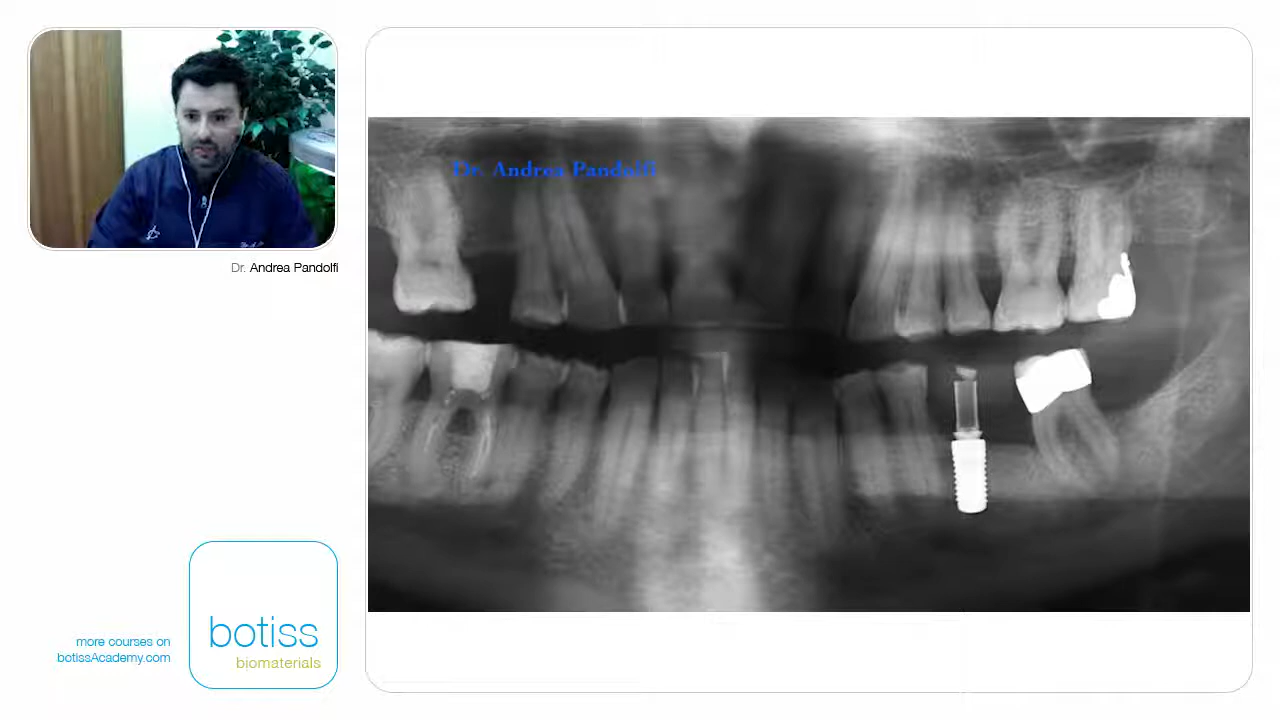 Dr. Andrea Pandolfi
Dr. Andrea Pandolfi
botiss
biomaterials
more courses on
botissAcademy.com